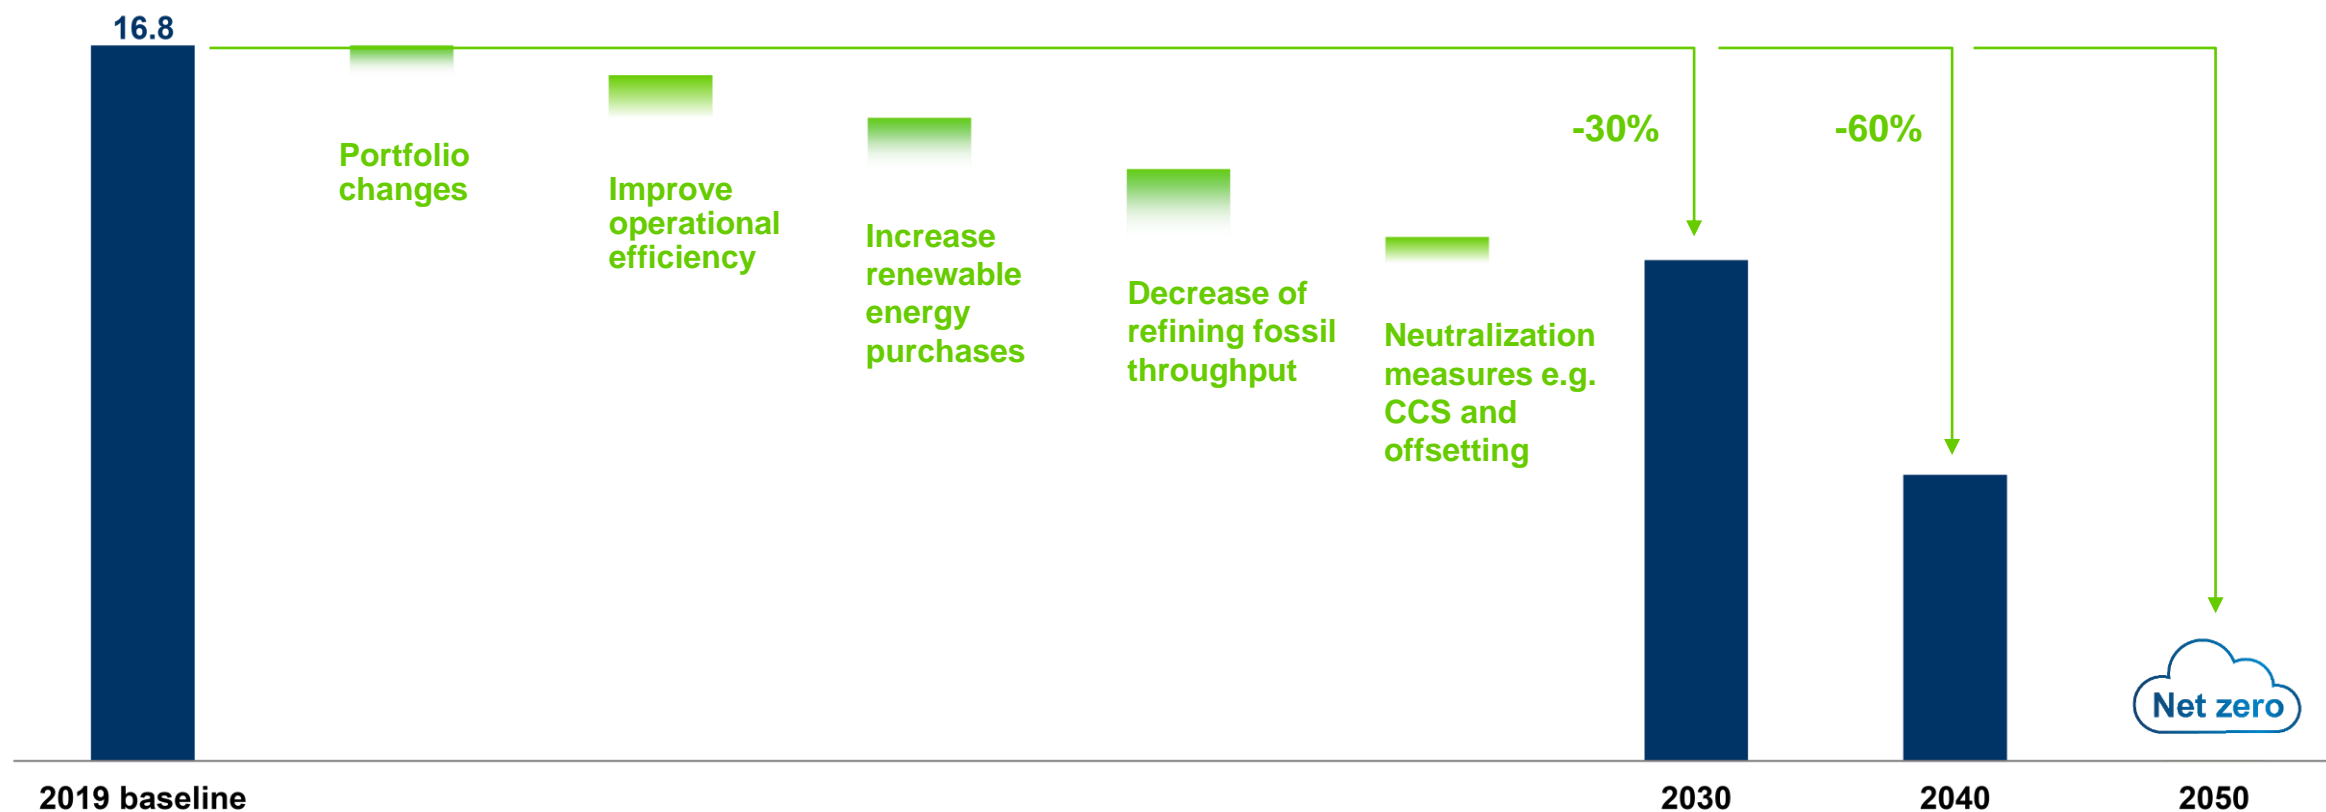 16.8
Portfolio
changes
Improve
operational
efficiency
Increase
renewable
energy
purchases
Decrease of
refining fossil
throughput
Neutralization
measures e.g.
CCS and
offsetting
-30%
-60%
Net zero
2019 baseline
2030
2040
2050